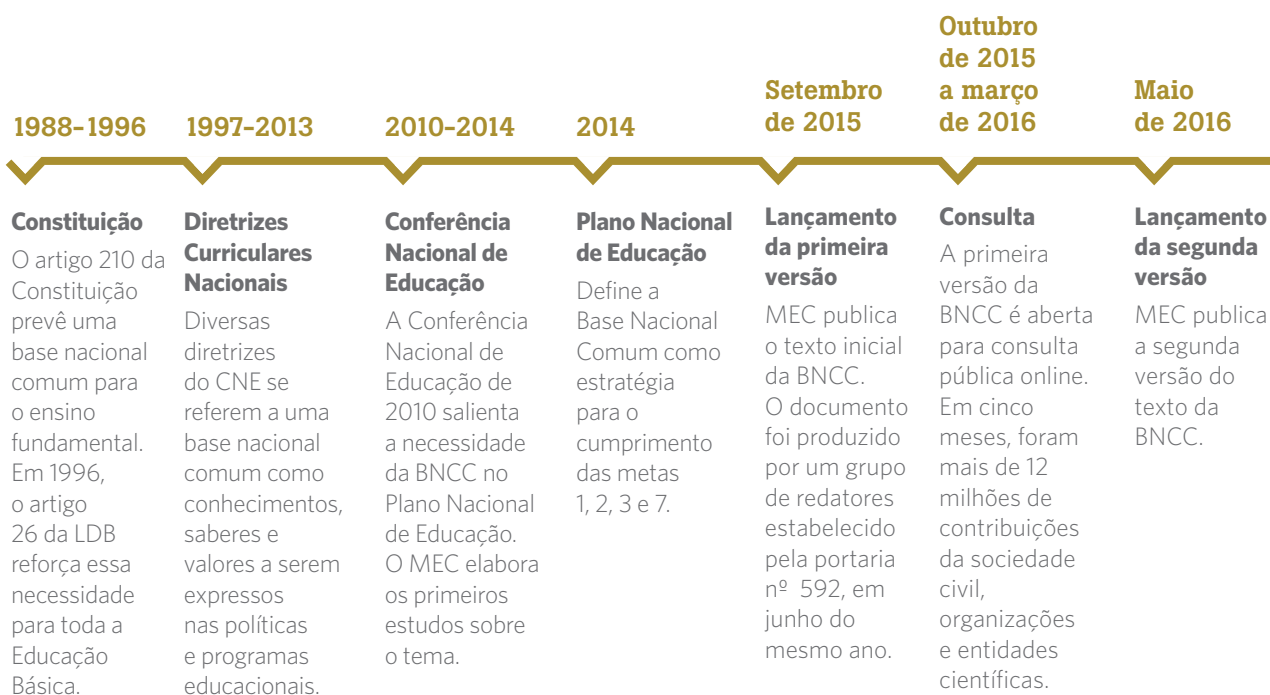 1988–1996
Constituição
O artigo 210 da
Constituição
prevê uma
base nacional
comum para
o ensino
fundamental.
Em 1996,
o artigo
26 da LDB
reforça essa
necessidade
para toda a
Educação
Básica.
1997–2013
Diretrizes
Curriculares
Nacionais
Diversas
diretrizes
do CNE se
referem a uma
base nacional
comum como
conhecimentos,
saberes e
valores a serem
expressos
nas políticas
e programas
educacionais.
2010–2014
Conferência
Nacional de
Educação
A Conferência
Nacional de
Educação de
2010 salienta
a necessidade
da BNCC no
Plano Nacional
de Educação.
O MEC elabora
os primeiros
estudos sobre
o tema.
2014
Plano Nacional
de Educação
Define a
Base Nacional
Comum como
estratégia
para o
cumprimento
das metas
1, 2, 3 e 7.
Setembro
de 2015
Lançamento
da primeira
versão
MEC publica
o texto inicial
da BNCC.
O documento
foi produzido
por um grupo
de redatores
estabelecido
pela portaria
nº 592, em
junho do
mesmo ano.
Outubro
de 2015
a março
de 2016
Consulta
A primeira
versão da
BNCC é aberta
para consulta
pública online.
Em cinco
meses, foram
mais de 12
milhões de
contribuições
da sociedade
civil,
organizações
e entidades
científicas.
Maio
de 2016
Lançamento
da segunda
versão
MEC publica
a segunda
versão do
texto da
BNCC.